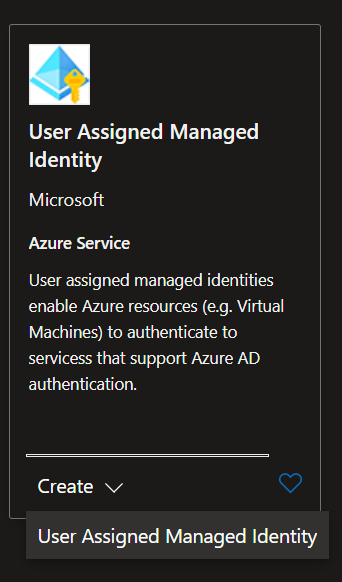 User Assigned Managed
Identity
Microsoft
Azure Service
User assigned managed identities
enable Azure resources (e.g. Virtual
Machines) to authenticate to
servicess that support Azure AD
authentication.
Create
User Assigned Managed Identity